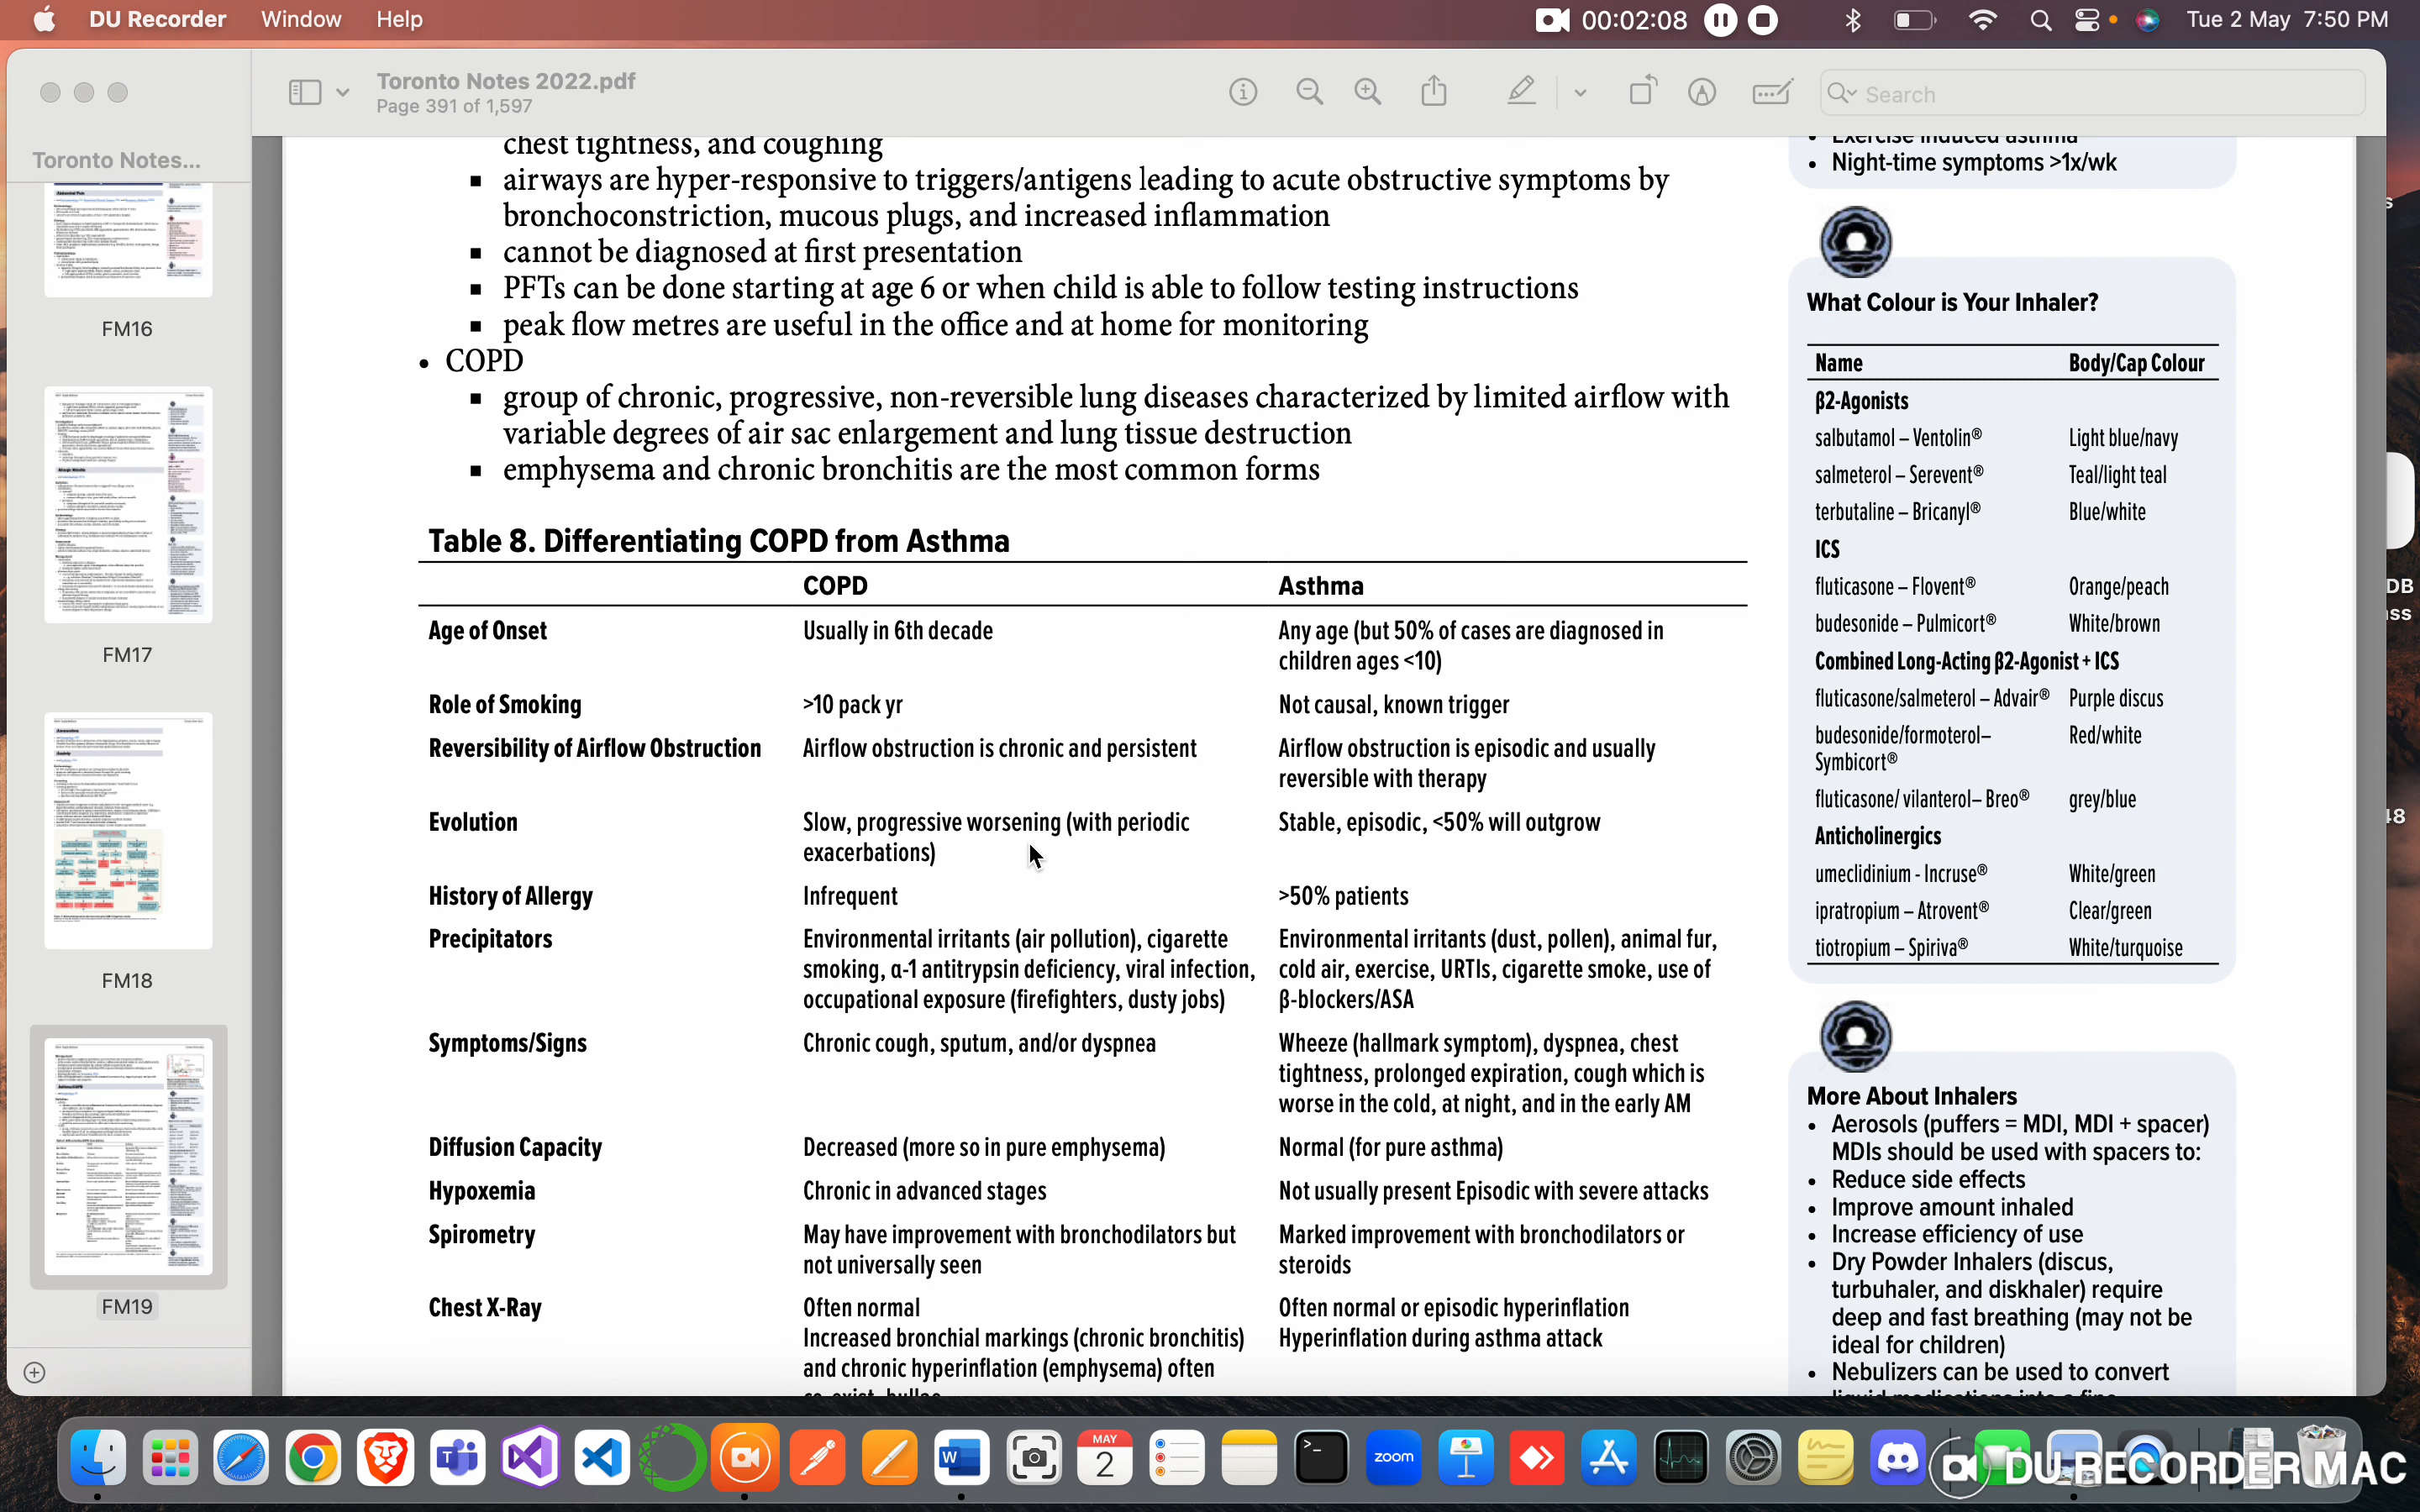 DU Recorder Window Help 00:02:08 Tue 2 May 7:50 PM
Toronto Notes 2022.pdf
Page 391 of 1,597
Search
Toronto Notes...
FM16
FM17
FM18
FM19
chest tightness, and coughing
▪ airways are hyper-responsive to triggers/antigens leading to acute obstructive symptoms by
bronchoconstriction, mucous plugs, and increased inflammation
▪ cannot be diagnosed at first presentation
▪ PFTs can be done starting at age 6 or when child is able to follow testing instructions
▪ peak flow metres are useful in the office and at home for monitoring
• COPD
▪ group of chronic, progressive, non-reversible lung diseases characterized by limited airflow with
variable degrees of air sac enlargement and lung tissue destruction
▪ emphysema and chronic bronchitis are the most common forms
Table 8. Differentiating COPD from Asthma
COPD Asthma
Age of Onset Usually in 6th decade Any age (but 50% of cases are diagnosed in
children ages <10)
Role of Smoking >10 pack yr Not causal, known trigger
Reversibility of Airflow Obstruction Airflow obstruction is chronic and persistent Airflow obstruction is episodic and usually
reversible with therapy
Evolution Slow, progressive worsening (with periodic Stable, episodic, <50% will outgrow
exacerbations)
History of Allergy Infrequent >50% patients
Precipitators Environmental irritants (air pollution), cigarette Environmental irritants (dust, pollen), animal fur,
smoking, α-1 antitrypsin deficiency, viral infection, cold air, exercise, URTIs, cigarette smoke, use of
occupational exposure (firefighters, dusty jobs) β-blockers/ASA
Symptoms/Signs Chronic cough, sputum, and/or dyspnea Wheeze (hallmark symptom), dyspnea, chest
tightness, prolonged expiration, cough which is
worse in the cold, at night, and in the early AM
Diffusion Capacity Decreased (more so in pure emphysema) Normal (for pure asthma)
Hypoxemia Chronic in advanced stages Not usually present Episodic with severe attacks
Spirometry May have improvement with bronchodilators but Marked improvement with bronchodilators or
not universally seen steroids
Chest X-Ray Often normal Often normal or episodic hyperinflation
Increased bronchial markings (chronic bronchitis) Hyperinflation during asthma attack
and chronic hyperinflation (emphysema) often
co-exist, bullae
• Exercise induced asthma
• Night-time symptoms >1x/wk
What Colour is Your Inhaler?
Name Body/Cap Colour
β2-Agonists
salbutamol – Ventolin® Light blue/navy
salmeterol – Serevent® Teal/light teal
terbutaline – Bricanyl® Blue/white
ICS
fluticasone – Flovent® Orange/peach
budesonide – Pulmicort® White/brown
Combined Long-Acting β2-Agonist + ICS
fluticasone/salmeterol – Advair® Purple discus
budesonide/formoterol– Red/white
Symbicort®
fluticasone/ vilanterol– Breo® grey/blue
Anticholinergics
umeclidinium - Incruse® White/green
ipratropium – Atrovent® Clear/green
tiotropium – Spiriva® White/turquoise
More About Inhalers
• Aerosols (puffers = MDI, MDI + spacer)
MDIs should be used with spacers to:
• Reduce side effects
• Improve amount inhaled
• Increase efficiency of use
• Dry Powder Inhalers (discus,
turbuhaler, and diskhaler) require
deep and fast breathing (may not be
ideal for children)
• Nebulizers can be used to convert
liquid medications into a fine
MAY
2
zoom
DU RECORDER MAC